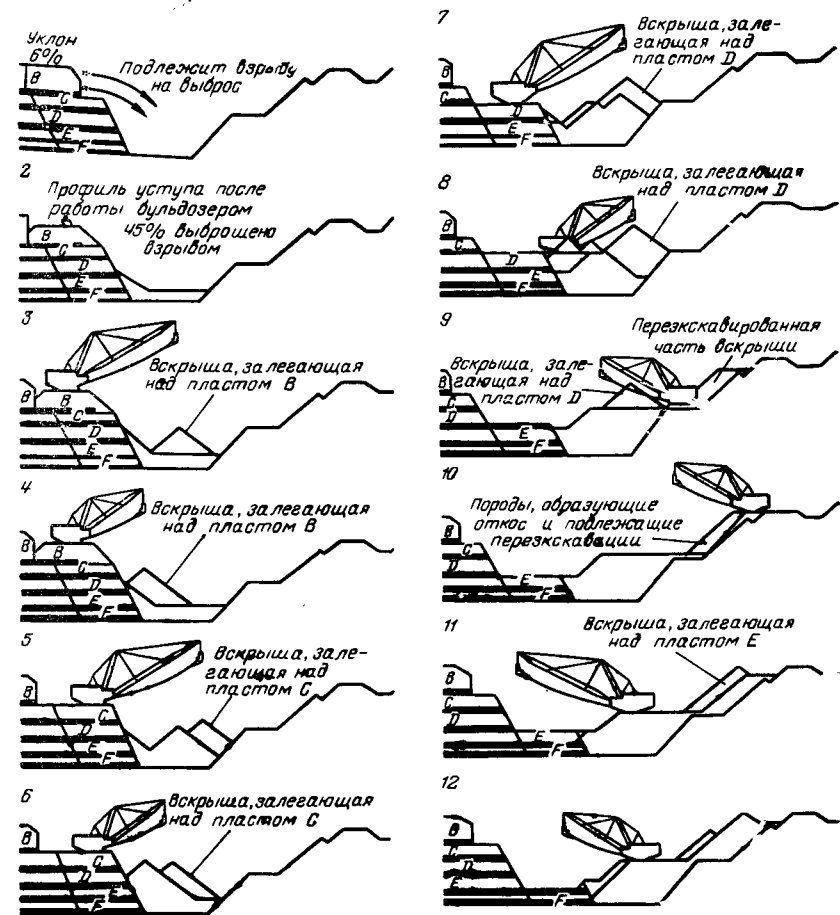 Уклон
6%
Подлежит взрыву
на выброс
B
C
D
E
F
2
Профиль уступа после
работы бульдозером
45% выброшено
взрывом
B
C
D
E
F
3
Вскрыша, залегающая
над пластом B
B
B
C
D
E
F
4
Вскрыша, залегающая
над пластом B
B
B
C
D
E
F
5
Вскрыша, зале-
гающая над
пластом C
B
C
D
E
F
6
Вскрыша, залегающая
над пластом C
B
C
D
E
F
7
Вскрыша, зале-
гающая над
пластом D
B
C
D
E
F
8
Вскрыша, залегающая
над пластом D
B
C
D
E
F
9
Перезкскавированная
часть вскрыши
Вскрыша, зале-
гающая над
пластом D
B
C
D
E
F
10
Породы, образующие
откос и подлежащие
перезкскавации
B
C
D
E
F
11
Вскрыша, залегающая
над пластом E
B
C
D
E
F
12
B
C
D
E
F